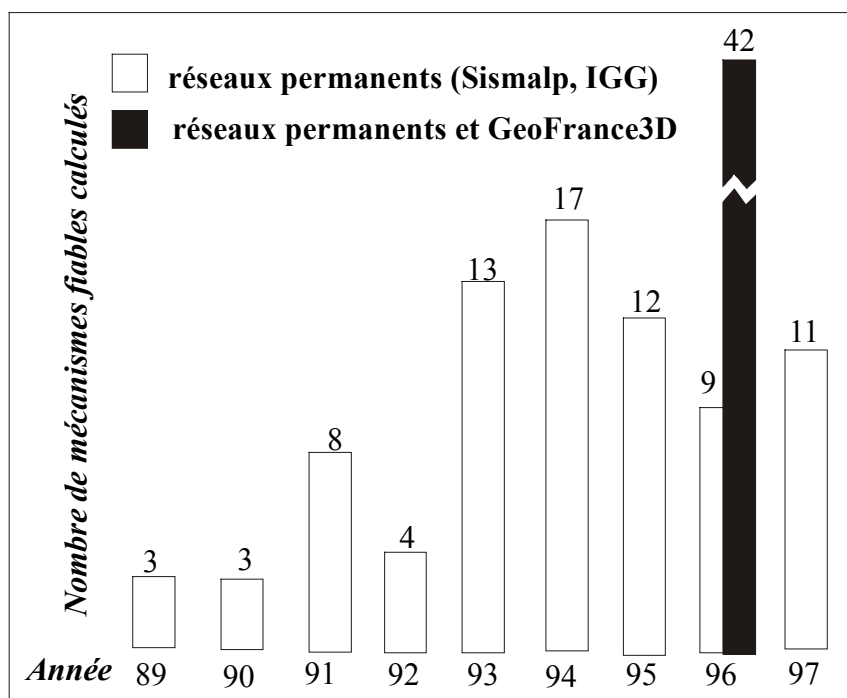 42
réseaux permanents (Sismalp, IGG)
réseaux permanents et GeoFrance3D
Nombre de mécanismes fiables calculés
3
3
8
4
13
17
12
9
11
Année 89 90 91 92 93 94 95 96 97